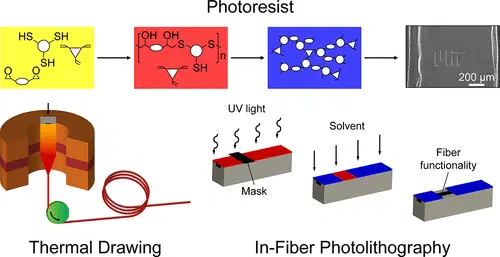 Photoresist
HS
SH
SH
O
O
OH
OH
S
S
SH
n
MIT
200 μm
UV light
Mask
Solvent
Fiber
functionality
Thermal Drawing
In-Fiber Photolithography